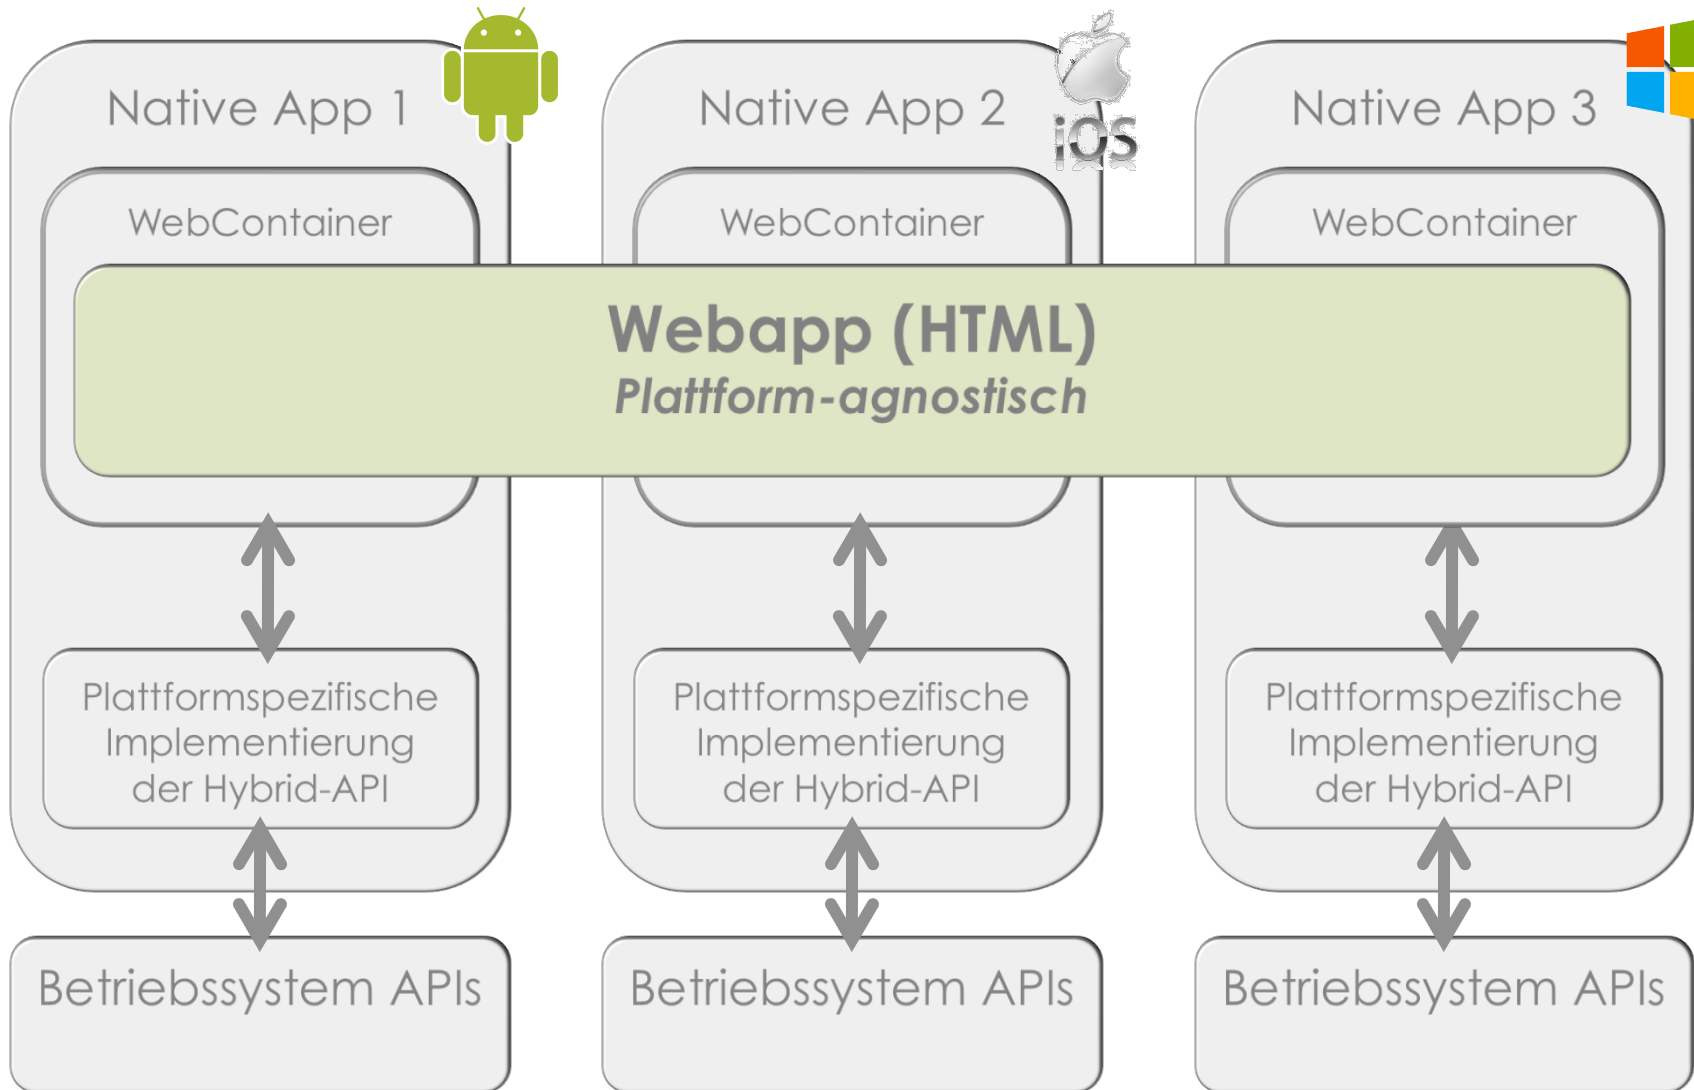 Native App 1
Native App 2
iOS
Native App 3
WebContainer
WebContainer
WebContainer
Webapp (HTML)
Plattform-agnostisch
Plattformspezifische
Implementierung
der Hybrid-API
Plattformspezifische
Implementierung
der Hybrid-API
Plattformspezifische
Implementierung
der Hybrid-API
Betriebssystem APIs
Betriebssystem APIs
Betriebssystem APIs